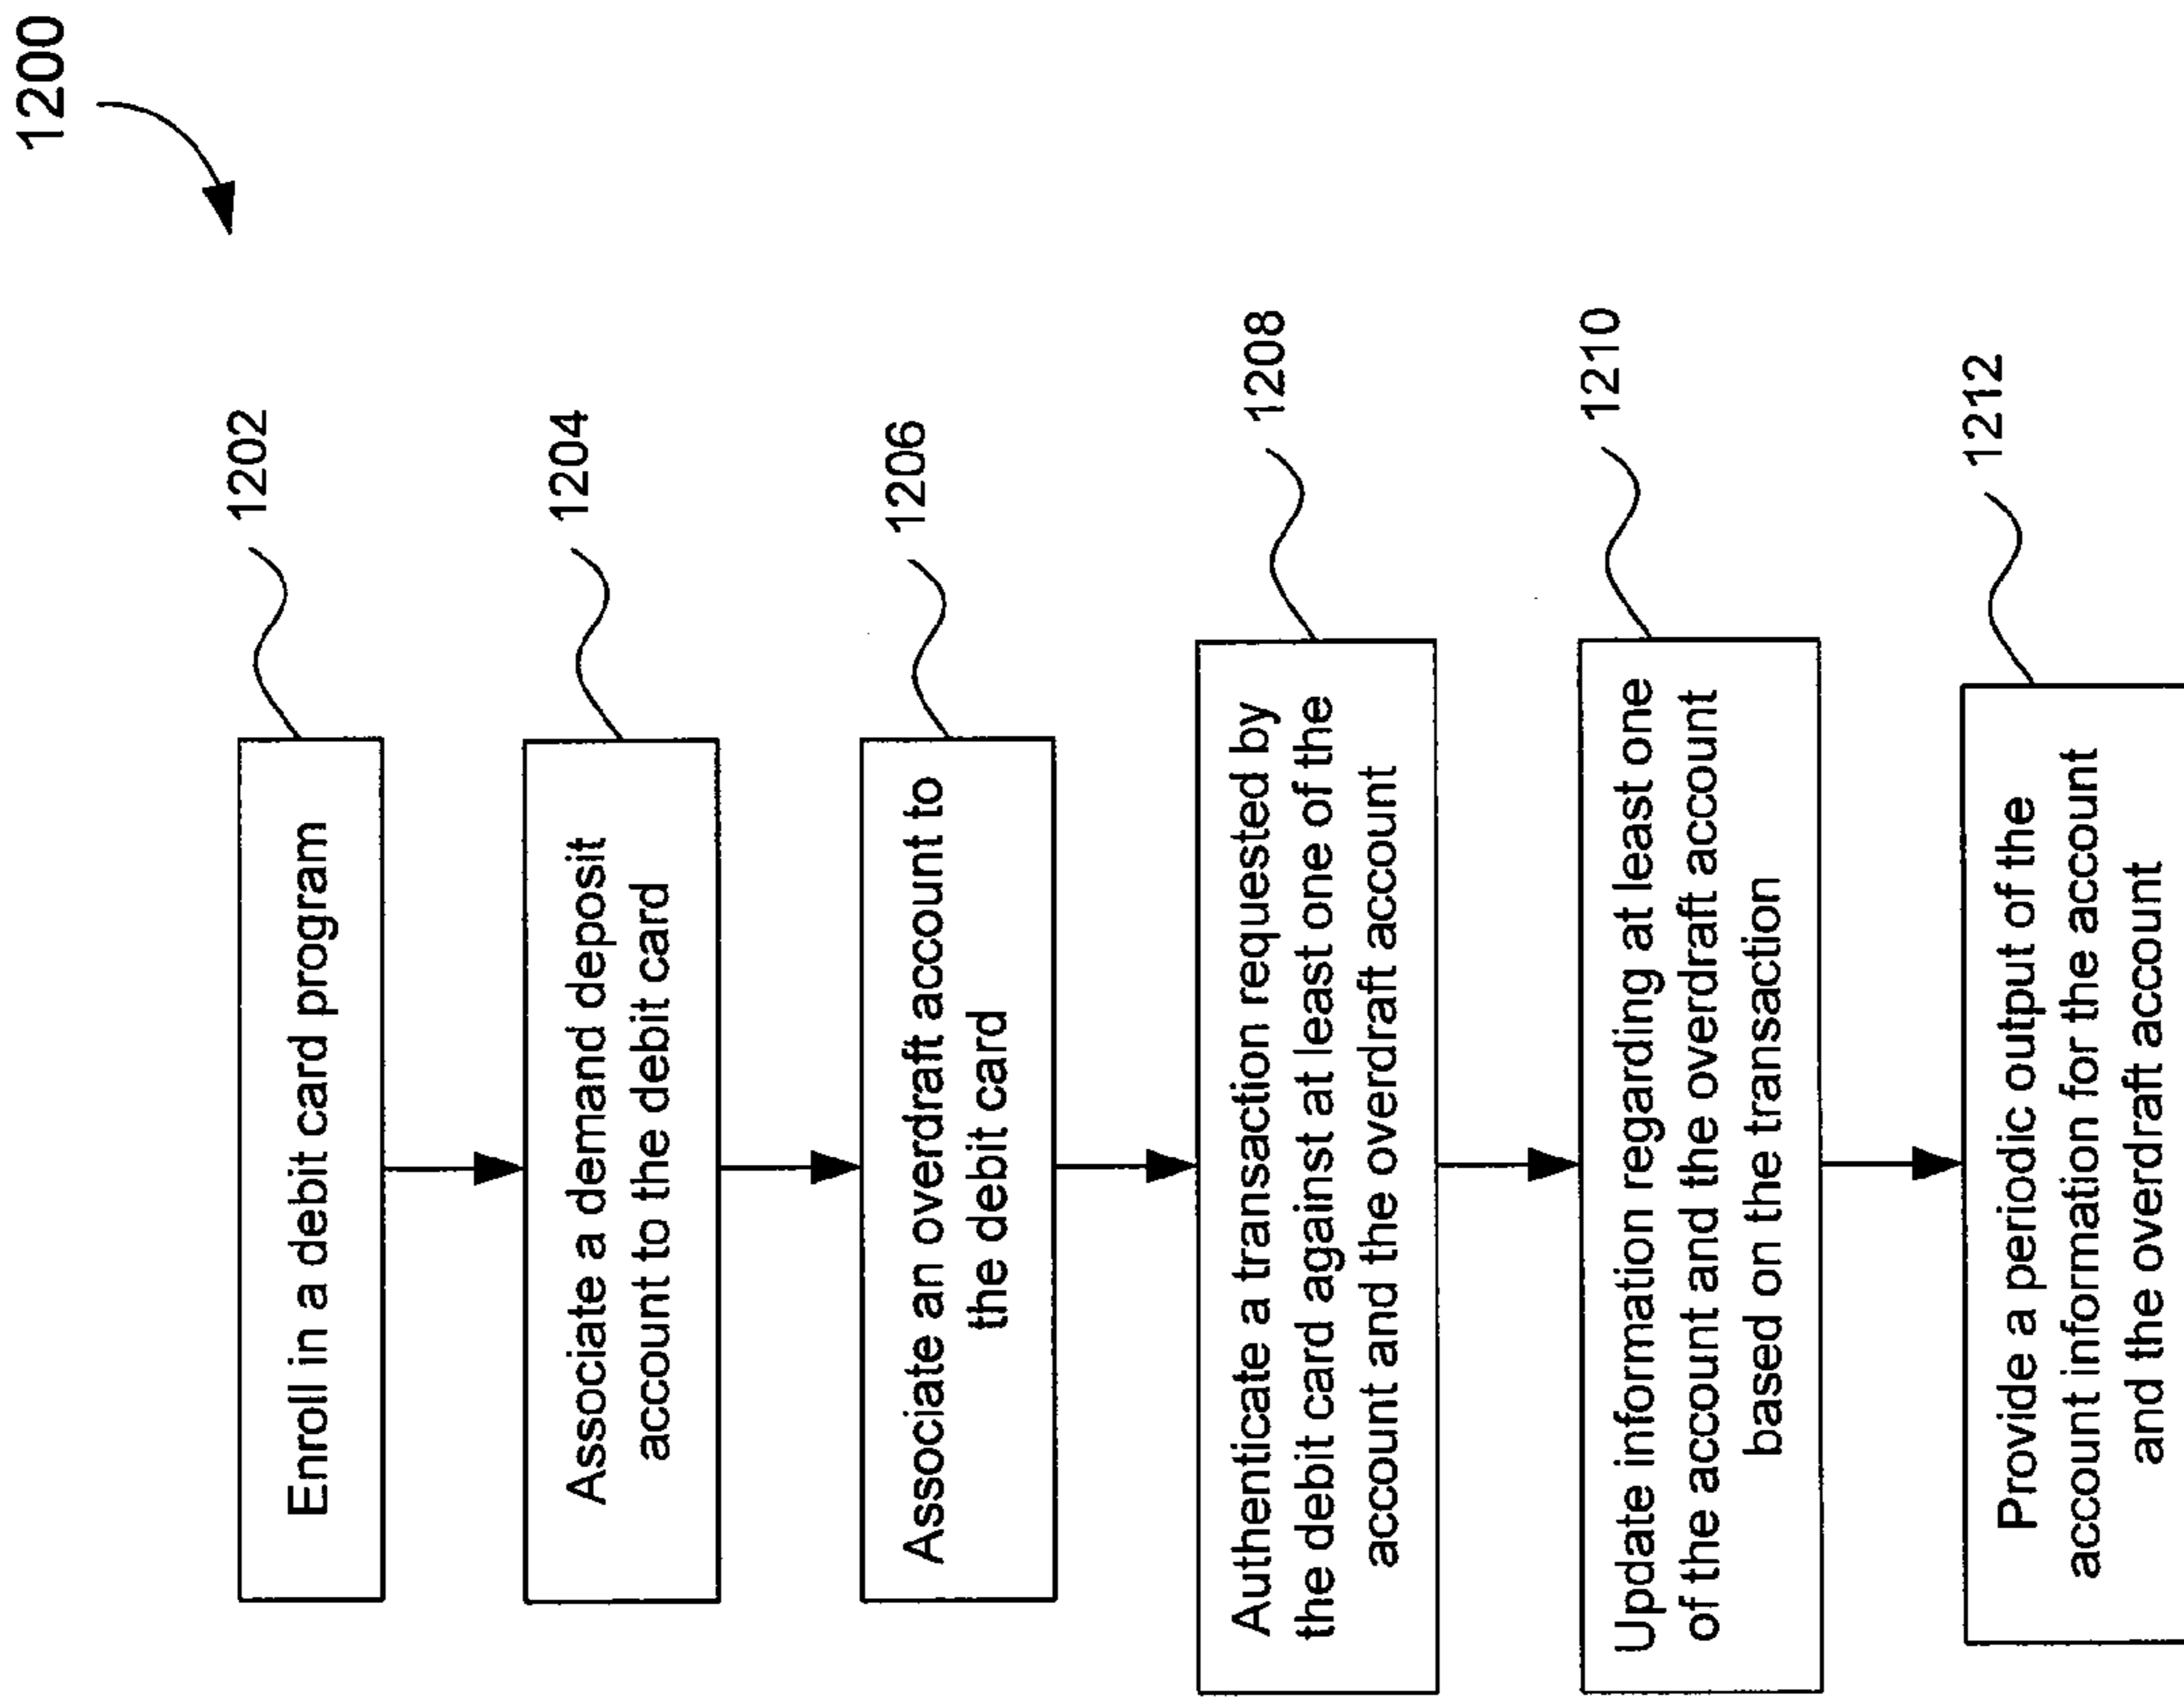 1200
1202
Enroll in a debit card program
1204
Associate a demand deposit
account to the debit card
1206
Associate an overdraft account to
the debit card
1208
Authenticate a transaction requested by
the debit card against at least one of the
account and the overdraft account
1210
Update information regarding at least one
of the account and the overdraft account
based on the transaction
1212
Provide a periodic output of the
account information for the account
and the overdraft account